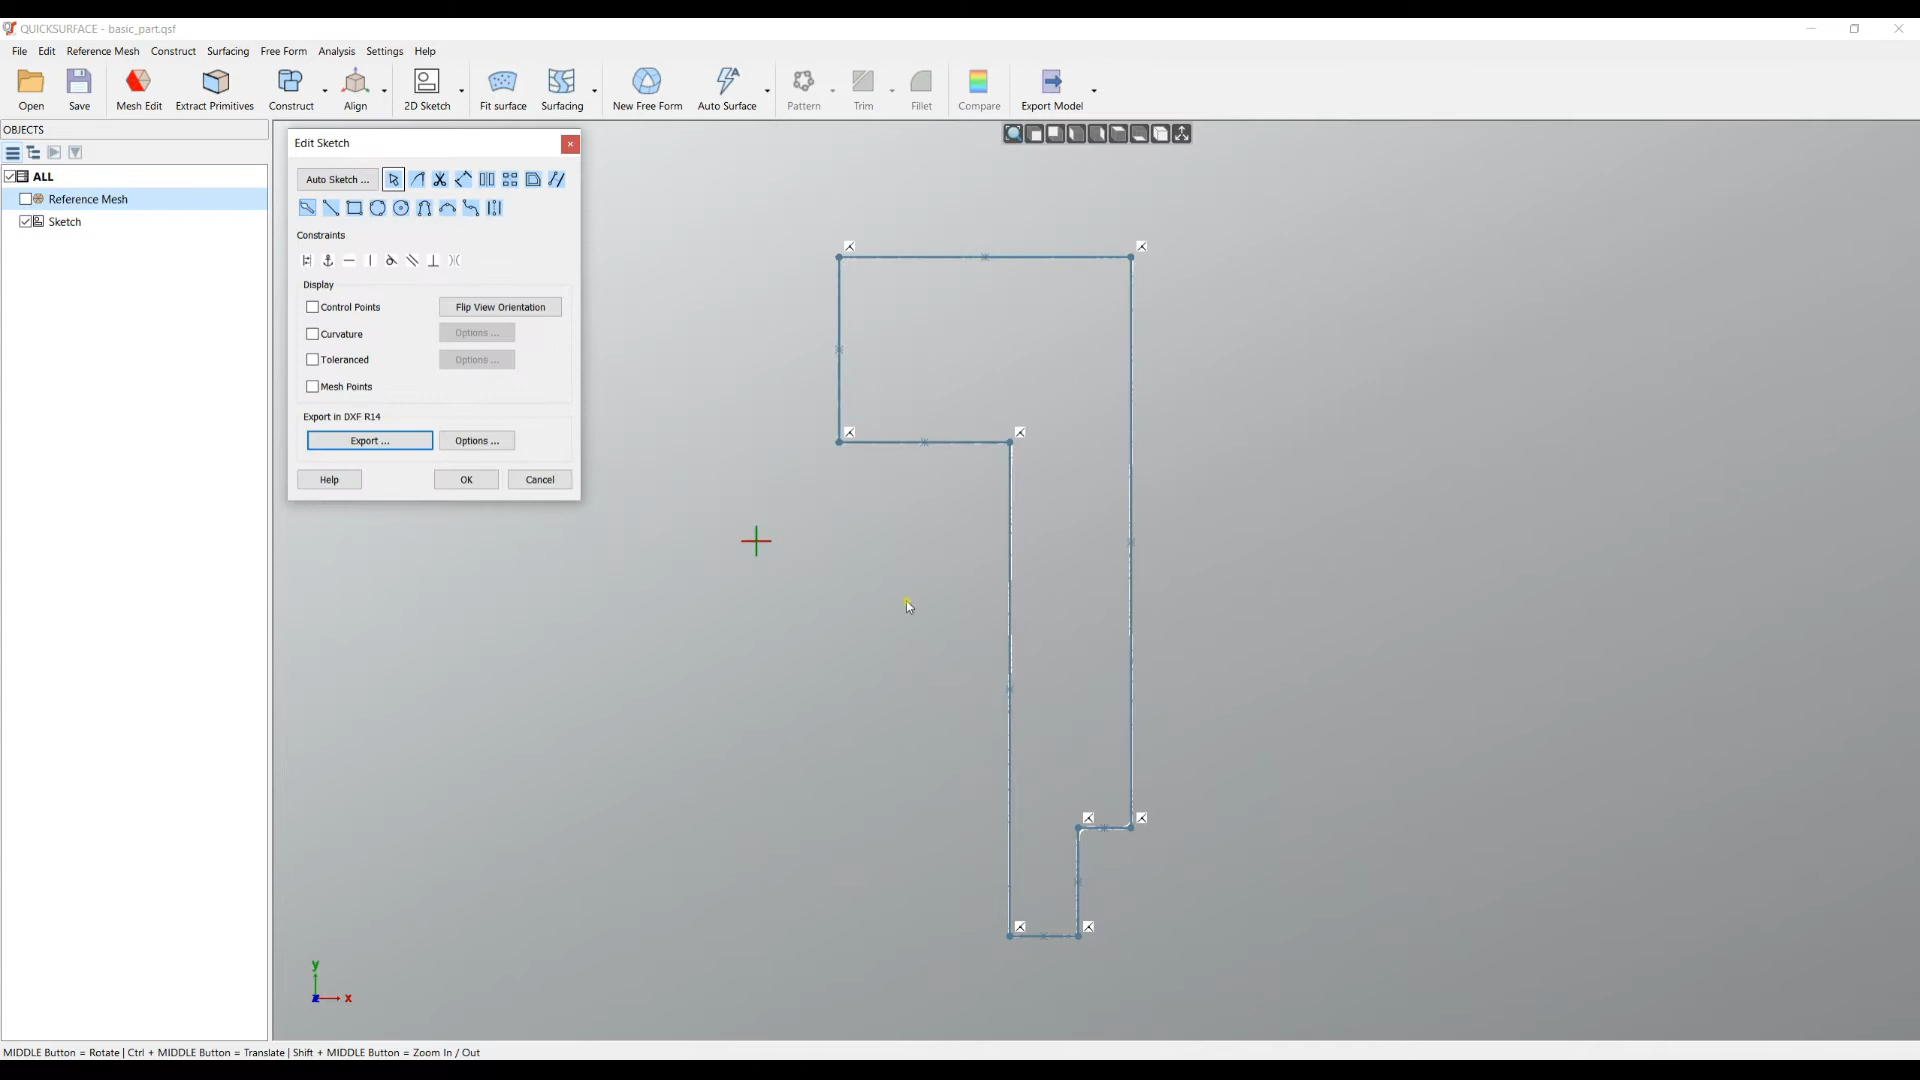 QUICKSURFACE - basic_part.qsf
File Edit Reference Mesh Construct Surfacing Free Form Analysis Settings Help
Open Save Mesh Edit Extract Primitives Construct Align 2D Sketch Fit surface Surfacing New Free Form Auto Surface Pattern Trim Fillet Compare Export Model
OBJECTS
ALL
Reference Mesh
Sketch
Edit Sketch
Auto Sketch ...
Constraints
Display
Control Points Flip View Orientation
Curvature Options ...
Toleranced Options ...
Mesh Points
Export in DXF R14
Export ... Options ...
Help OK Cancel
y
z x
MIDDLE Button = Rotate | Ctrl + MIDDLE Button = Translate | Shift + MIDDLE Button = Zoom In / Out